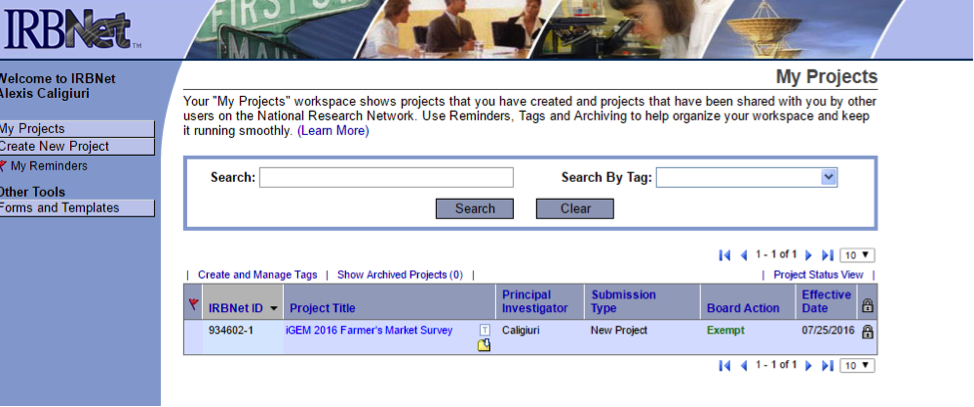 IRBNet™
My Projects
Welcome to IRBNet
Alexis Caligiuri
My Projects
Create New Project
My Reminders
Other Tools
Forms and Templates
Your "My Projects" workspace shows projects that you have created and projects that have been shared with you by other
users on the National Research Network. Use Reminders, Tags and Archiving to help organize your workspace and keep
it running smoothly. (Learn More)
Search: Search By Tag:
Search Clear
1 - 1 of 1 10
| Create and Manage Tags | Show Archived Projects (0) | | Project Status View |
IRBNet ID Project Title Principal Investigator Submission Type Board Action Effective Date
934602-1 iGEM 2016 Farmer's Market Survey T Caligiuri New Project Exempt 07/25/2016
1 - 1 of 1 10